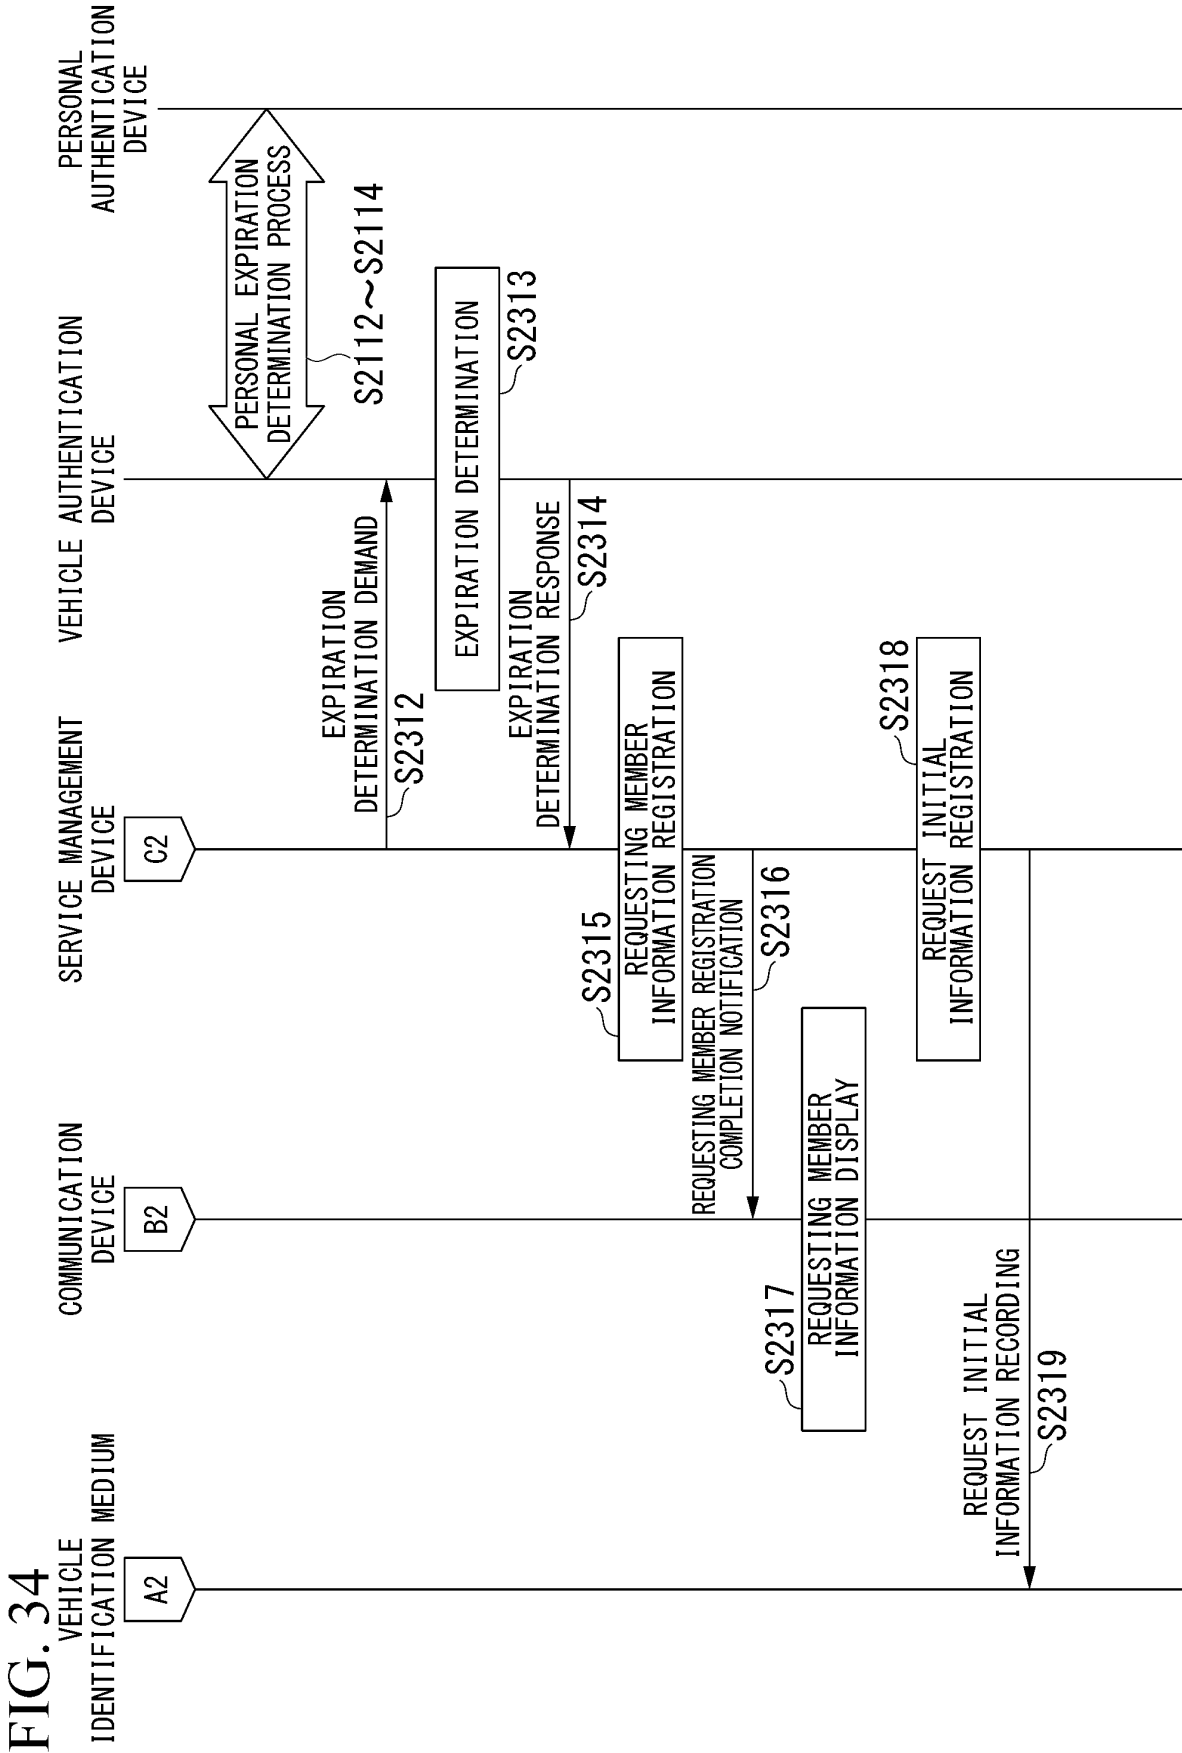 FIG. 34
VEHICLE
IDENTIFICATION MEDIUM
COMMUNICATION
DEVICE
SERVICE MANAGEMENT
DEVICE
VEHICLE AUTHENTICATION
DEVICE
PERSONAL
AUTHENTICATION
DEVICE
A2
B2
C2
PERSONAL EXPIRATION
DETERMINATION PROCESS
S2112~S2114
EXPIRATION
DETERMINATION DEMAND
S2312
EXPIRATION DETERMINATION
S2313
EXPIRATION
DETERMINATION RESPONSE
S2314
S2315
REQUESTING MEMBER
INFORMATION REGISTRATION
REQUESTING MEMBER REGISTRATION
COMPLETION NOTIFICATION
S2316
S2317
REQUESTING MEMBER
INFORMATION DISPLAY
S2318
REQUEST INITIAL
INFORMATION REGISTRATION
REQUEST INITIAL
INFORMATION RECORDING
S2319